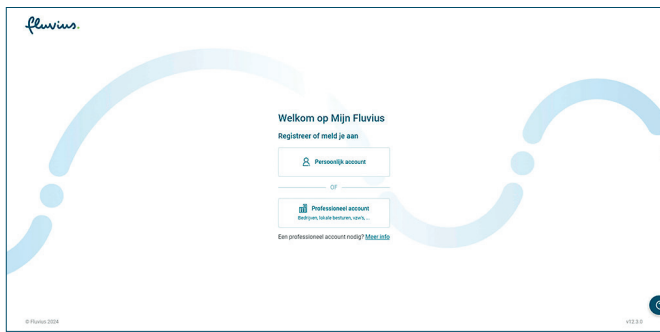 fluvius.
Welkom op Mijn Fluvius
Registreer of meld je aan
Persoonlijk account
OF
Professioneel account
Bedrijven, lokale besturen, vzw's, ...
Een professioneel account nodig? Meer info
© Fluvius 2024
v12.3.0